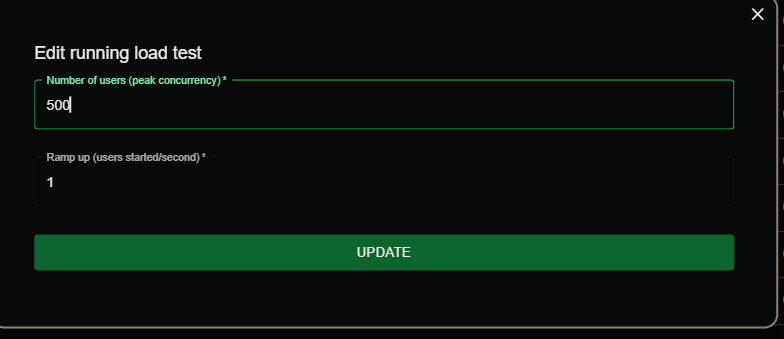 Edit running load test
Number of users (peak concurrency) *
500
Ramp up (users started/second) *
1
UPDATE